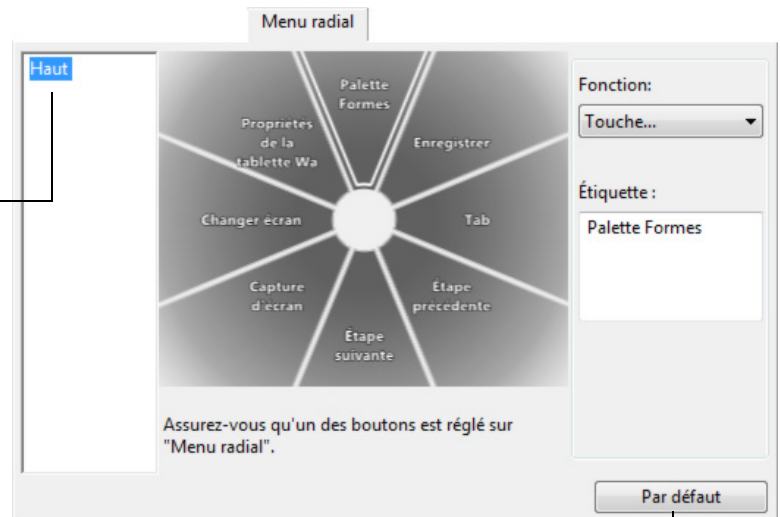 Menu radial
Haut
Palette
Formes
Propriétés
de la
tablette Wa
Enregistrer
Changer écran
Tab
Capture
d'écran
Étape
précédente
Étape
suivante
Assurez-vous qu'un des boutons est réglé sur
"Menu radial".
Fonction:
Touche...
Étiquette :
Palette Formes
Par défaut